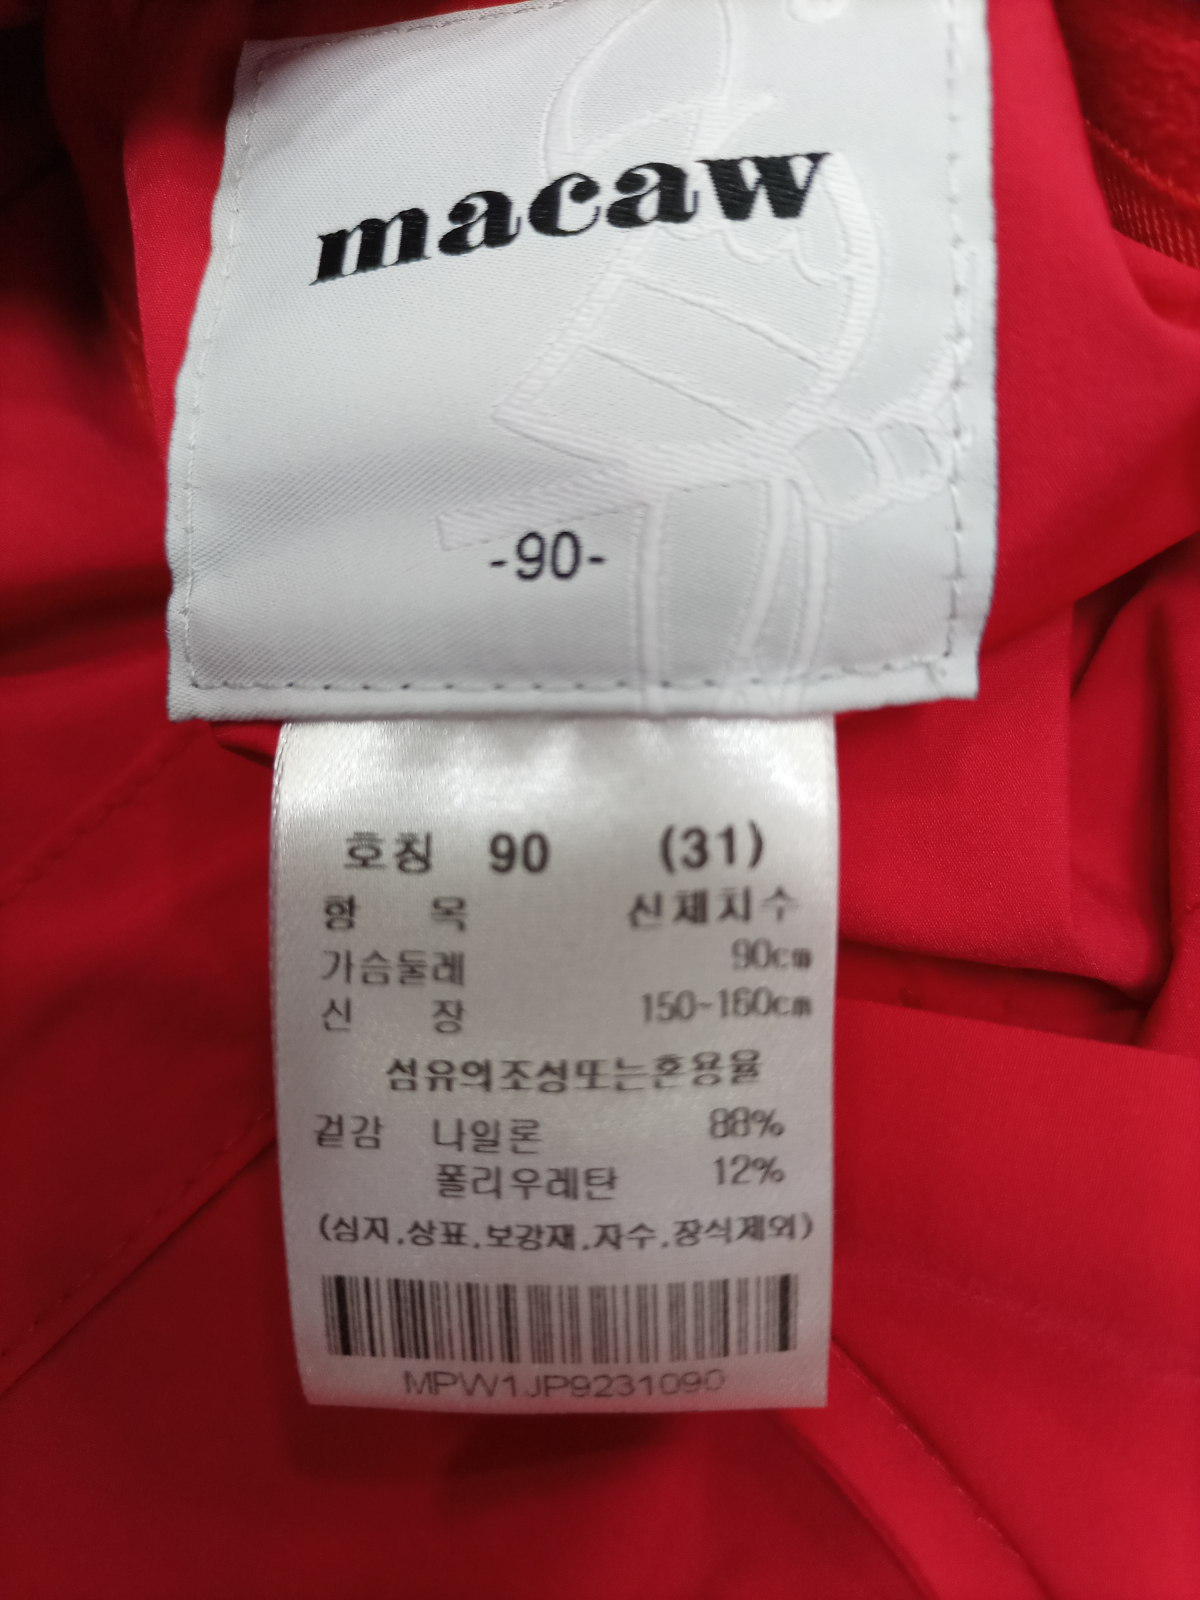 macaw
-90-
호칭 90 (31)
항 목 신체치수
가슴둘레 90cm
신 장 150~160cm
섬유의조성또는혼용율
겉감 나일론 88%
폴리우레탄 12%
(심지.상표.보강재.자수.장식제외)
MPW1JP9231090